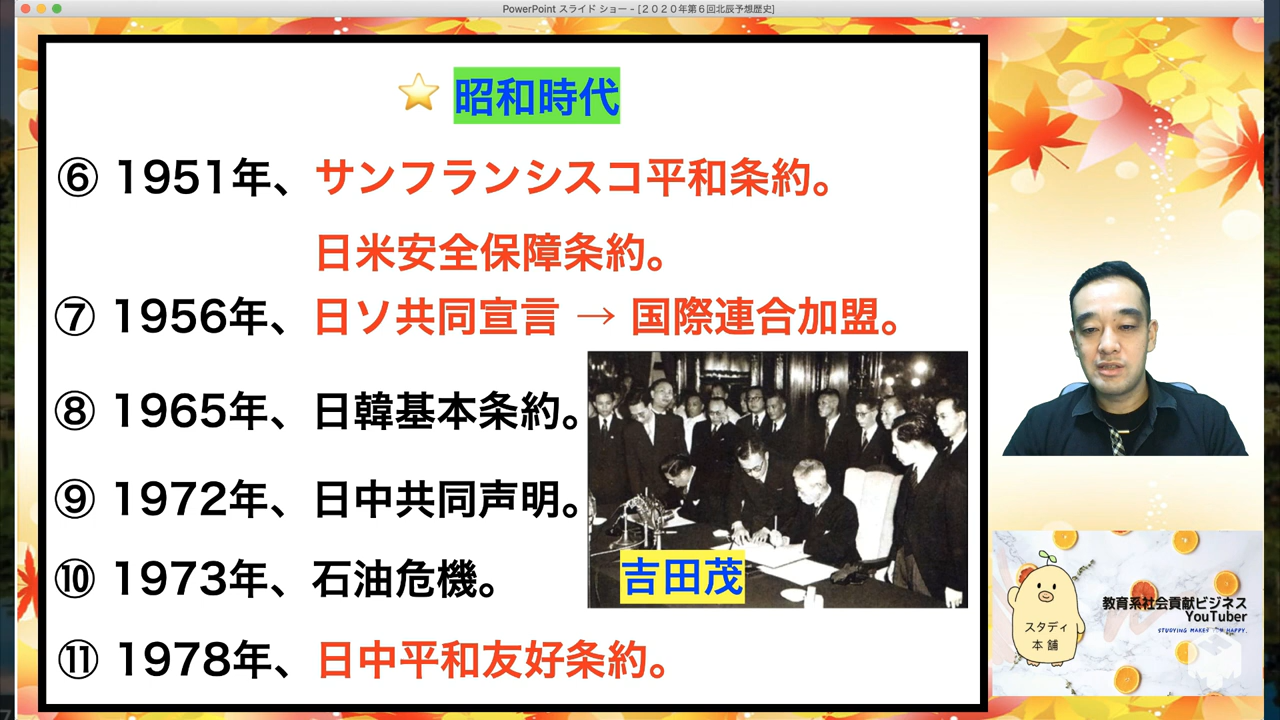 PowerPoint スライド ショー - [２０２０年第６回北辰予想歴史]
昭和時代
⑥ 1951年、サンフランシスコ平和条約。
日米安全保障条約。
⑦ 1956年、日ソ共同宣言 → 国際連合加盟。
⑧ 1965年、日韓基本条約。
⑨ 1972年、日中共同声明。
⑩ 1973年、石油危機。
吉田茂
⑪ 1978年、日中平和友好条約。
教育系社会貢献ビジネス
YouTuber
スタディ
本舗